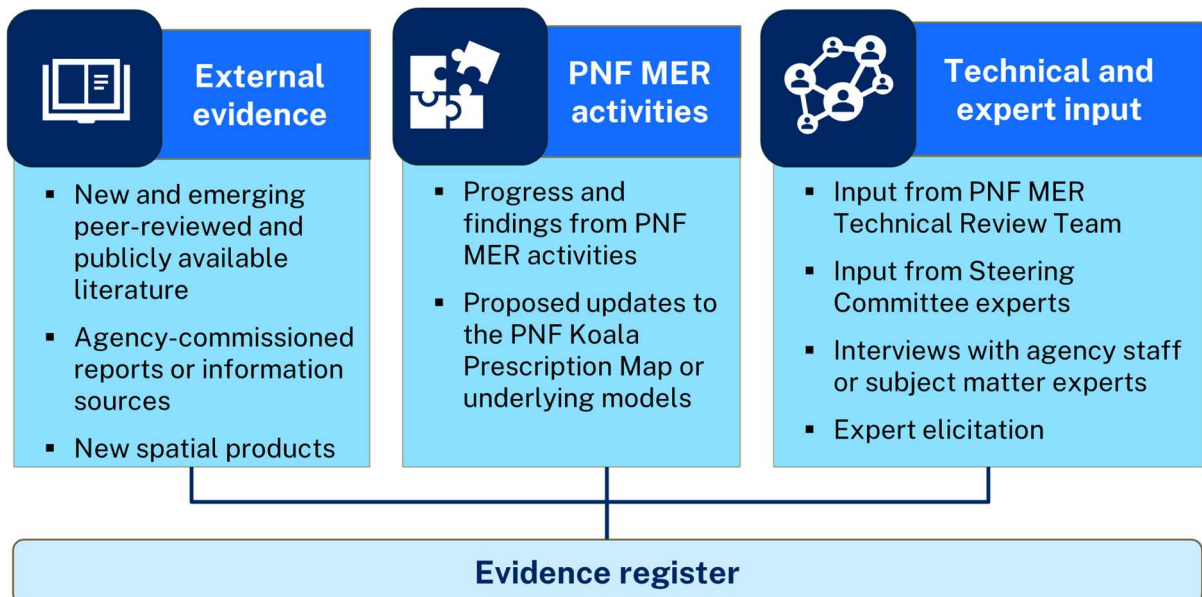 External
evidence
▪ New and emerging
peer-reviewed and
publicly available
literature
▪ Agency-commissioned
reports or information
sources
▪ New spatial products
PNF MER
activities
▪ Progress and
findings from PNF
MER activities
▪ Proposed updates to
the PNF Koala
Prescription Map or
underlying models
Technical and
expert input
▪ Input from PNF MER
Technical Review Team
▪ Input from Steering
Committee experts
▪ Interviews with agency staff
or subject matter experts
▪ Expert elicitation
Evidence register